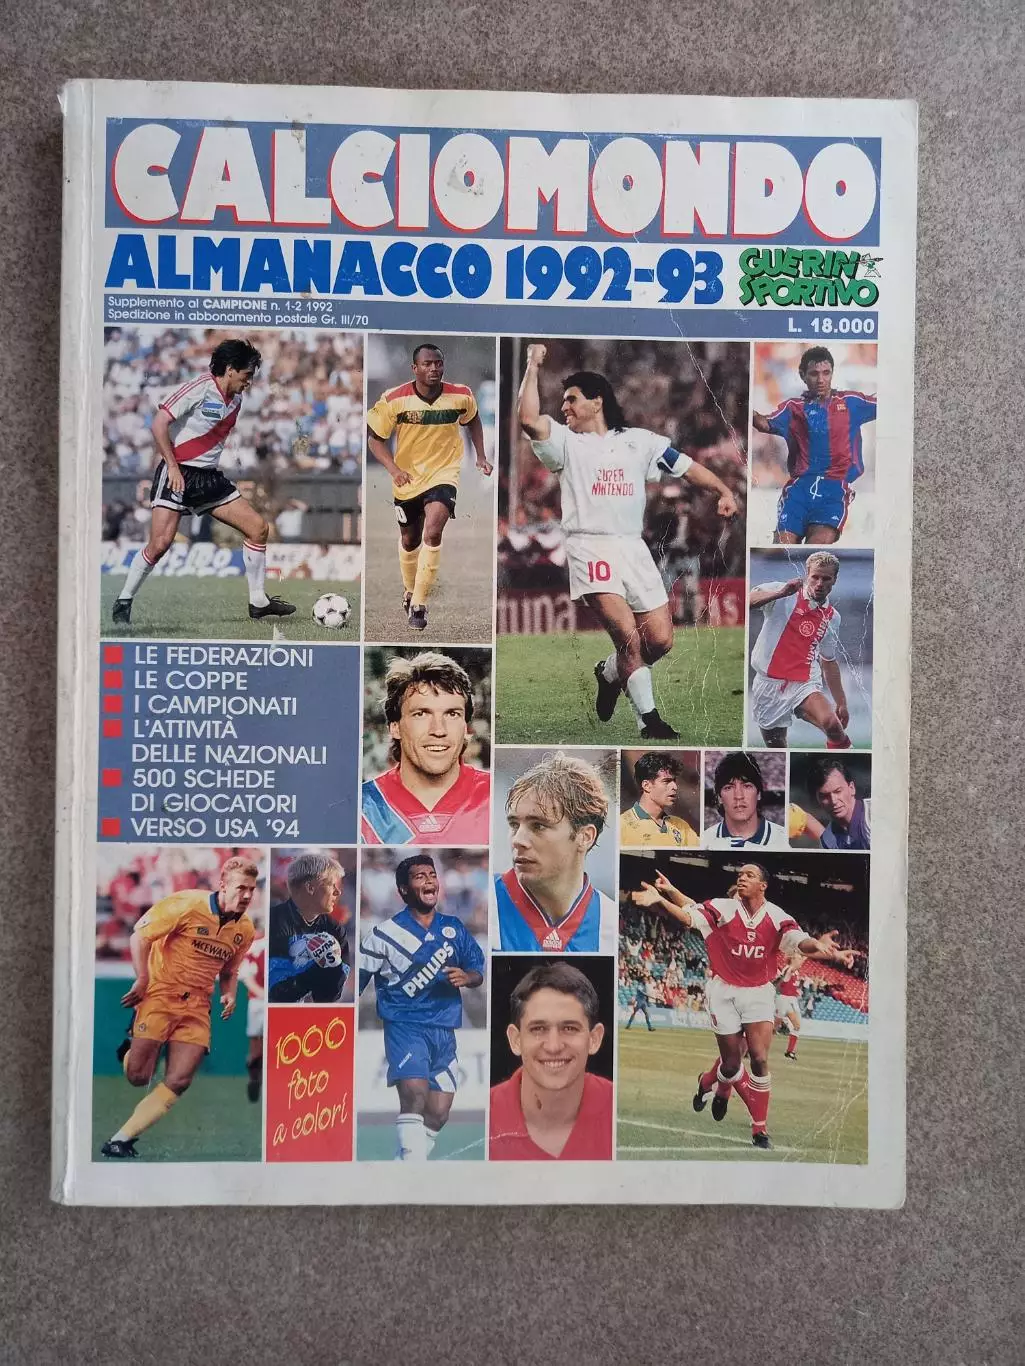 CALCIOMONDO
ALMANACCO 1992-93
GUERIN
SPORTIVO
Supplemento al CAMPIONE n. 1-2 1992
Spedizione in abbonamento postale Gr. III/70
L. 18.000
SUPER
NINTENDO
10
LE FEDERAZIONI
LE COPPE
I CAMPIONATI
L'ATTIVITÀ
DELLE NAZIONALI
500 SCHEDE
DI GIOCATORI
VERSO USA '94
adidas
adidas
McEWAN'S
PHILIPS
JVC
1000
foto
a colori